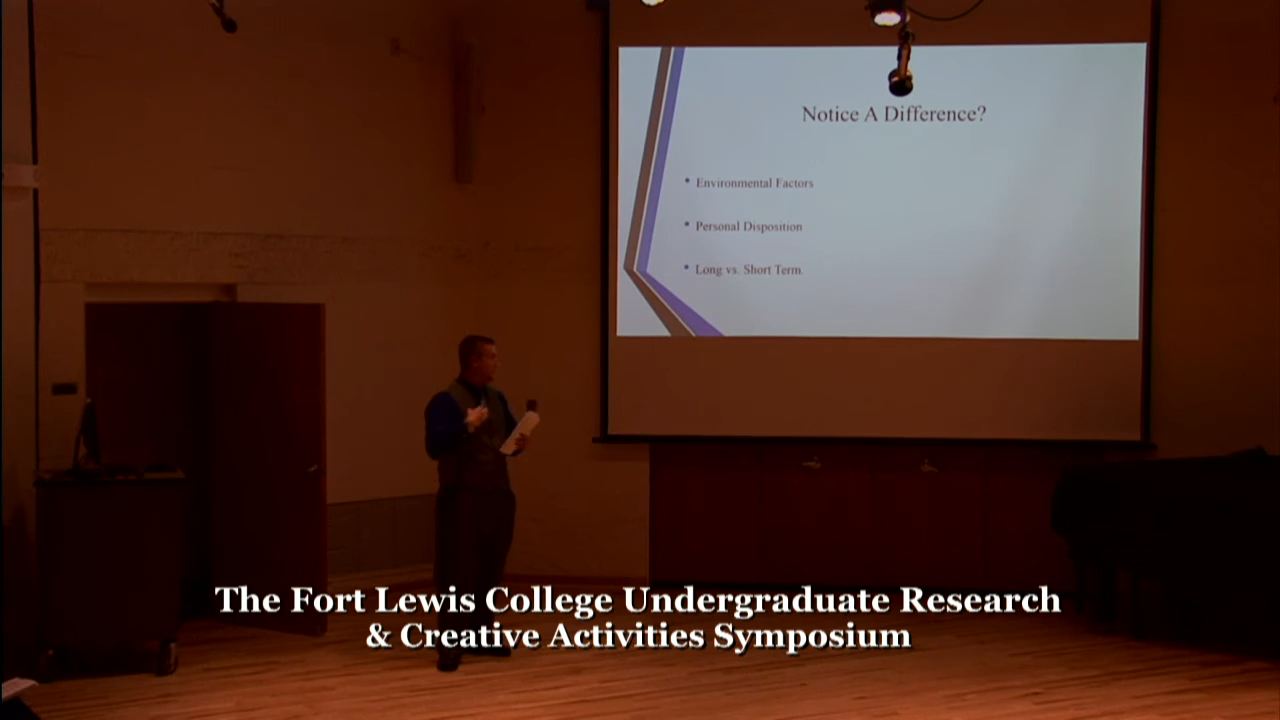 Notice A Difference?
• Environmental Factors
• Personal Disposition
• Long vs. Short Term
The Fort Lewis College Undergraduate Research
& Creative Activities Symposium